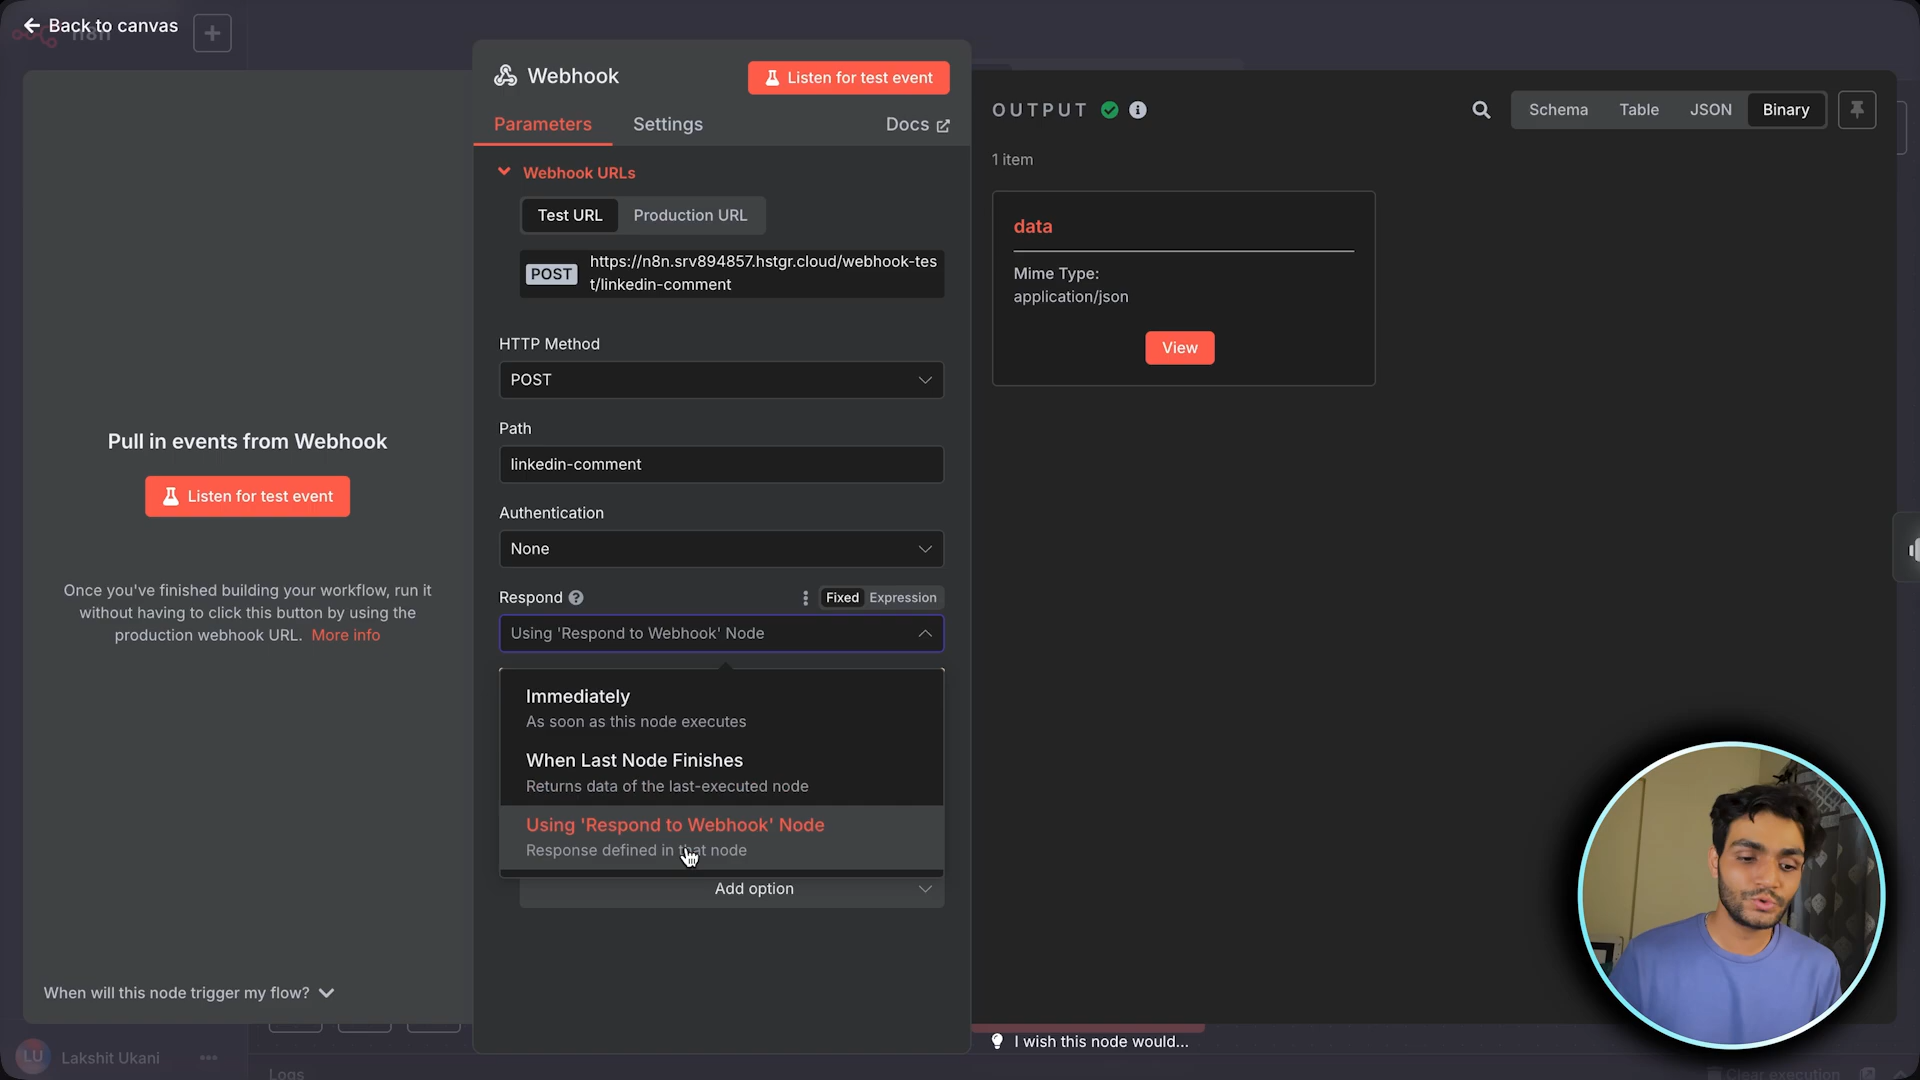 Back to canvas
n8n
Webhook
Listen for test event
Parameters
Settings
Docs
Webhook URLs
Test URL
Production URL
POST
https://n8n.srv894857.hstgr.cloud/webhook-tes
t/linkedin-comment
HTTP Method
POST
Path
linkedin-comment
Authentication
None
Respond
Fixed
Expression
Using 'Respond to Webhook' Node
Immediately
As soon as this node executes
When Last Node Finishes
Returns data of the last-executed node
Using 'Respond to Webhook' Node
Response defined in that node
Add option
Pull in events from Webhook
Listen for test event
Once you've finished building your workflow, run it
without having to click this button by using the
production webhook URL. More info
When will this node trigger my flow?
LU
Lakshit Ukani
Logs
OUTPUT
Schema
Table
JSON
Binary
1 item
data
Mime Type:
application/json
View
I wish this node would...
Clear execution